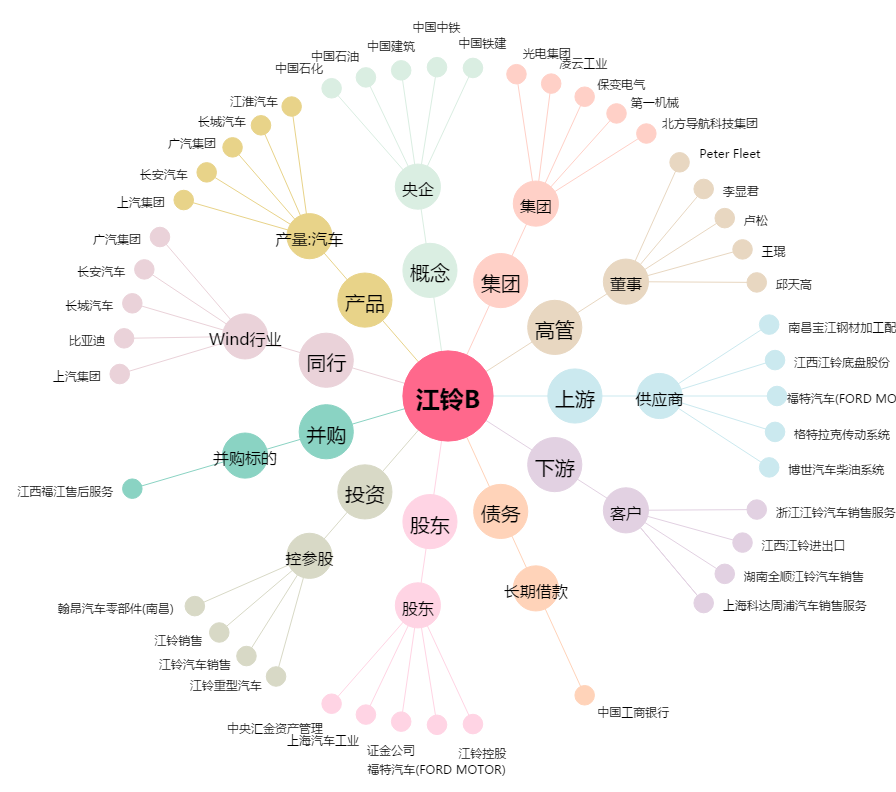 中国中铁
中国建筑
中国铁建
中国石油
中国石化
光电集团
凌云工业
保变电气
第一机械
北方导航科技集团
江淮汽车
长城汽车
广汽集团
长安汽车
上汽集团
Peter Fleet
李显君
卢松
王琨
邱天高
央企
集团
产量:汽车
董事
概念
集团
产品
高管
广汽集团
长安汽车
长城汽车
比亚迪
上汽集团
Wind行业
同行
江铃B
上游
供应商
南昌宝江钢材加工配
江西江铃底盘股份
福特汽车(FORD MO
格特拉克传动系统
博世汽车柴油系统
并购
并购标的
江西福江售后服务
下游
客户
浙江江铃汽车销售服务
江西江铃进出口
湖南全顺江铃汽车销售
上海科达周浦汽车销售服务
投资
控参股
翰昂汽车零部件(南昌)
江铃销售
江铃汽车销售
江铃重型汽车
股东
股东
中央汇金资产管理
上海汽车工业
证金公司
福特汽车(FORD MOTOR)
江铃控股
债务
长期借款
中国工商银行